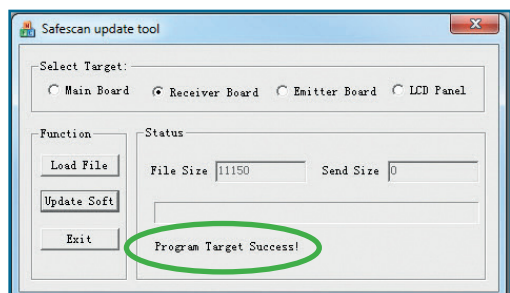 Safescan update tool
Select Target:
Main Board Receiver Board Emitter Board LCD Panel
Function
Status
Load File
File Size 11150 Send Size 0
Update Soft
Exit
Program Target Success!